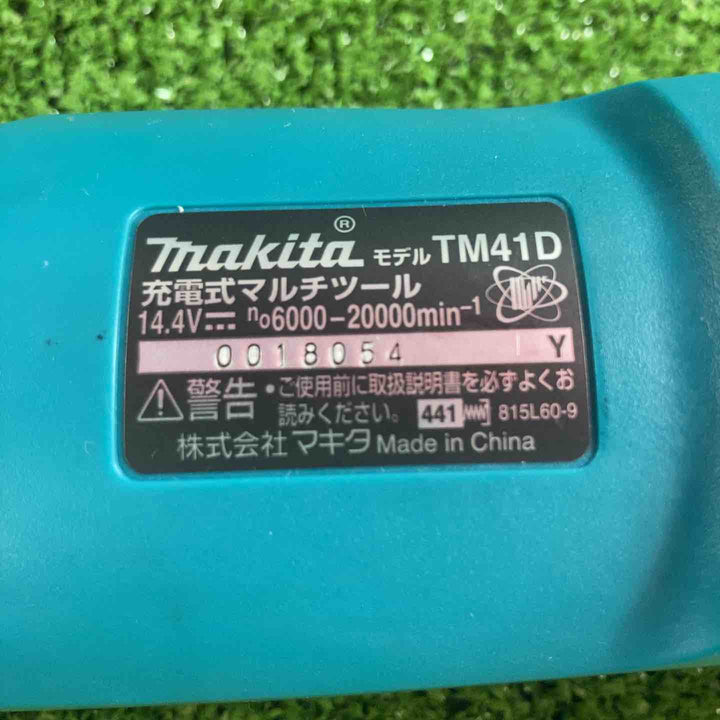 makita® モデル TM41D
充電式マルチツール
14.4V⎓ n₀6000-20000min⁻¹
0018054 Y
警告・ご使用前に取扱説明書を必ずよくお
読みください。 441 815L60-9
株式会社マキタ Made in China